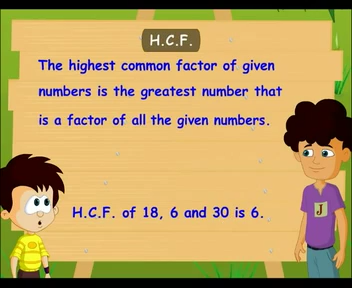 H.C.F.
The highest common factor of given
numbers is the greatest number that
is a factor of all the given numbers.
H.C.F. of 18, 6 and 30 is 6.
J